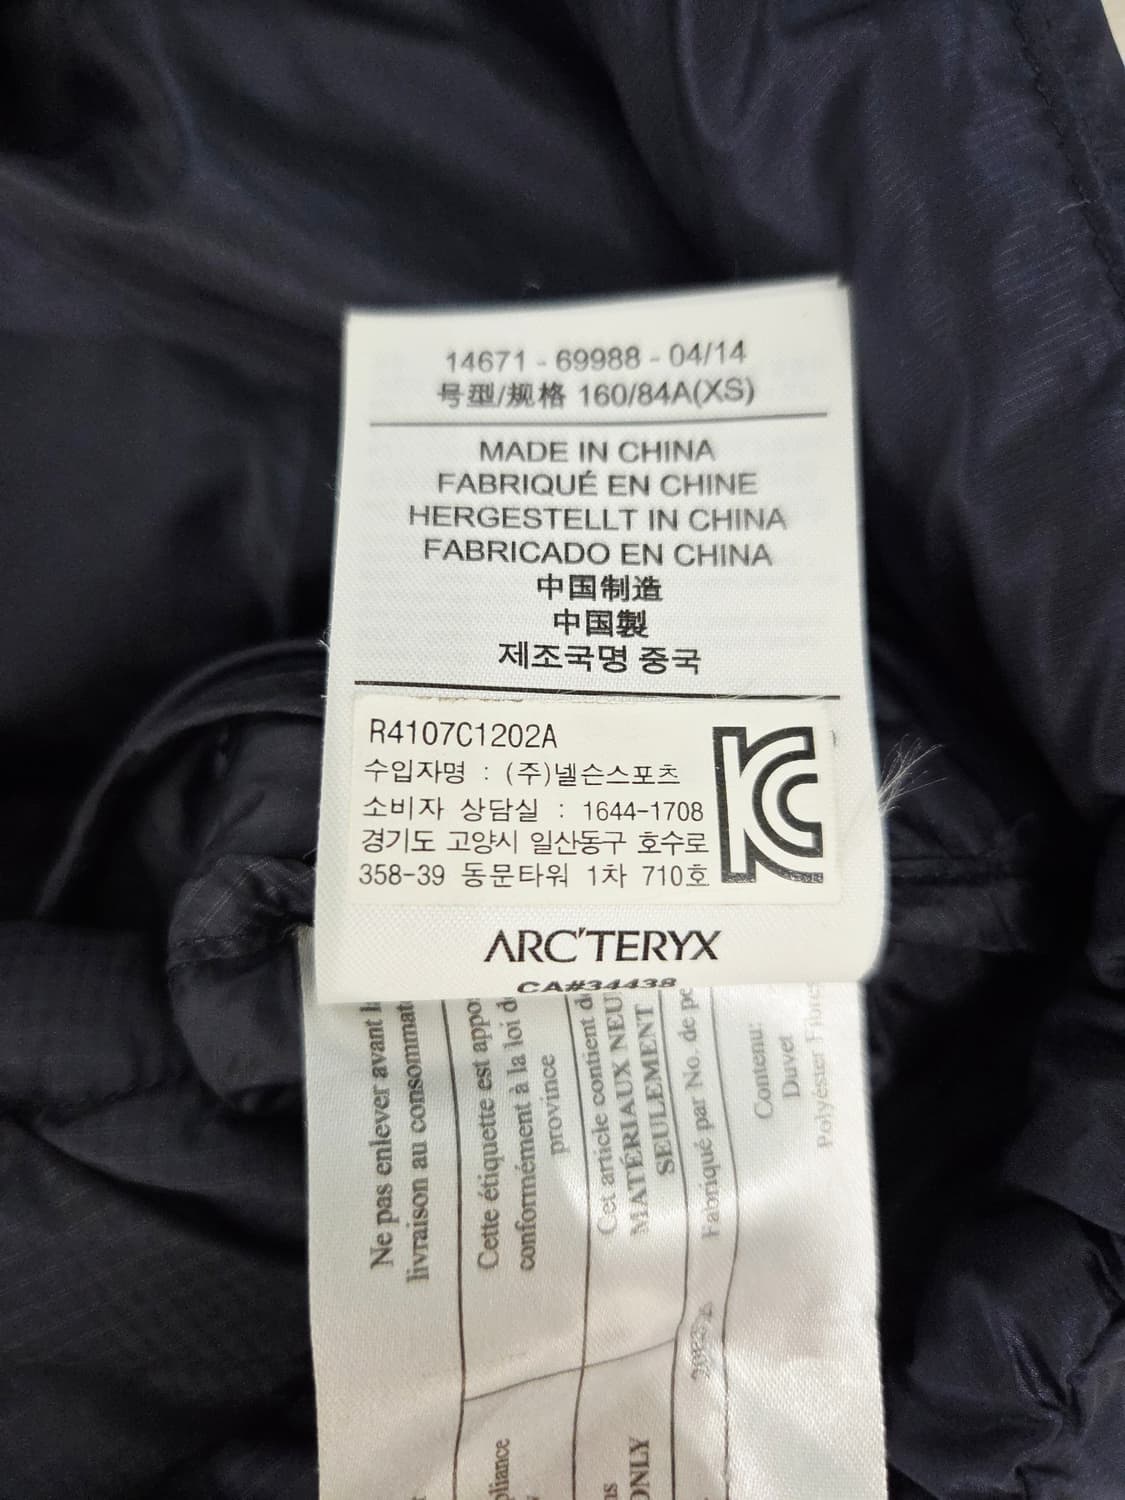 14671 - 69988 - 04/14
号型/规格 160/84A(XS)
MADE IN CHINA
FABRIQUÉ EN CHINE
HERGESTELLT IN CHINA
FABRICADO EN CHINA
中国制造
中国製
제조국명 중국
R4107C1202A
수입자명 : (주)넬슨스포츠
소비자 상담실 : 1644-1708
경기도 고양시 일산동구 호수로
358-39 동문타워 1차 710호
ARC'TERYX
CA#34438
Ne pas enlever avant
livraison au consommat
Cette étiquette est appo
conformément à la loi d
province
Cet article contient d
MATÉRIAUX NEU
SEULEMENT
Fabriqué par No. de pe
Contenu:
Duvet
Polyéster Fibre
ONLY